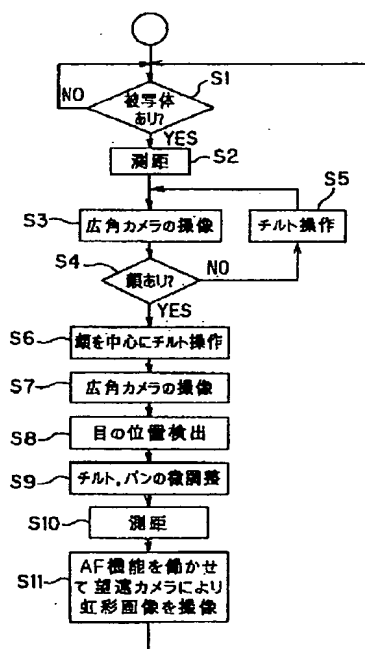 S1
被写体
あり?
NO
YES
測距
S2
S3
広角カメラの撮像
S5
チルト操作
S4
顔あり?
NO
YES
S6
顔を中心にチルト操作
S7
広角カメラの撮像
S8
目の位置検出
S9
チルト,パンの微調整
S10
測距
S11
AF機能を働かせ
て望遠カメラにより
虹彩画像を撮像